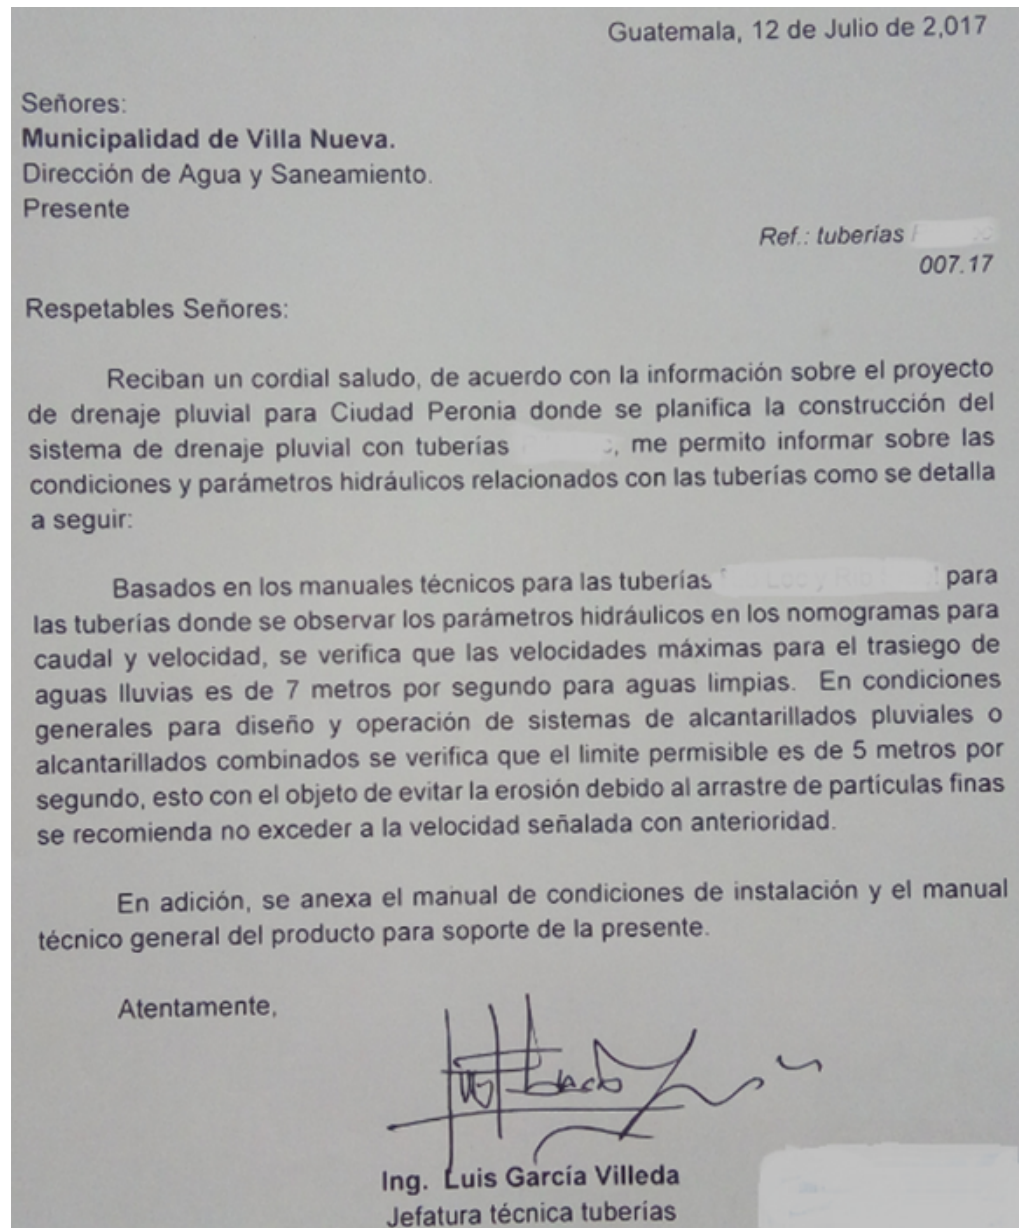 Guatemala, 12 de Julio de 2,017
Señores:
Municipalidad de Villa Nueva.
Dirección de Agua y Saneamiento.
Presente
Ref.: tuberías
007.17
Respetables Señores:
Reciban un cordial saludo, de acuerdo con la información sobre el proyecto
de drenaje pluvial para Ciudad Peronia donde se planifica la construcción del
sistema de drenaje pluvial con tuberías , me permito informar sobre las
condiciones y parámetros hidráulicos relacionados con las tuberías como se detalla
a seguir:
Basados en los manuales técnicos para las tuberías para
las tuberías donde se observar los parámetros hidráulicos en los nomogramas para
caudal y velocidad, se verifica que las velocidades máximas para el trasiego de
aguas lluvias es de 7 metros por segundo para aguas limpias. En condiciones
generales para diseño y operación de sistemas de alcantarillados pluviales o
alcantarillados combinados se verifica que el limite permisible es de 5 metros por
segundo, esto con el objeto de evitar la erosión debido al arrastre de partículas finas
se recomienda no exceder a la velocidad señalada con anterioridad.
En adición, se anexa el manual de condiciones de instalación y el manual
técnico general del producto para soporte de la presente.
Atentamente,
Ing. Luis García Villeda
Jefatura técnica tuberías